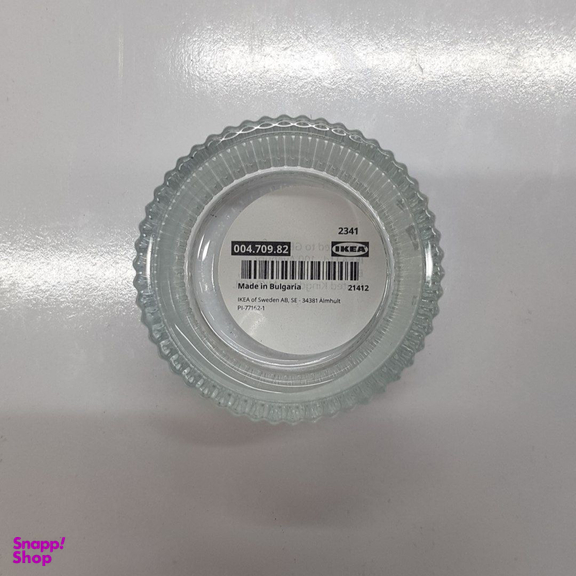 2341
004.709.82 IKEA
Made in Bulgaria 21412
IKEA of Sweden AB, SE - 34381 Älmhult
PI-77162-1
Snapp!
Shop